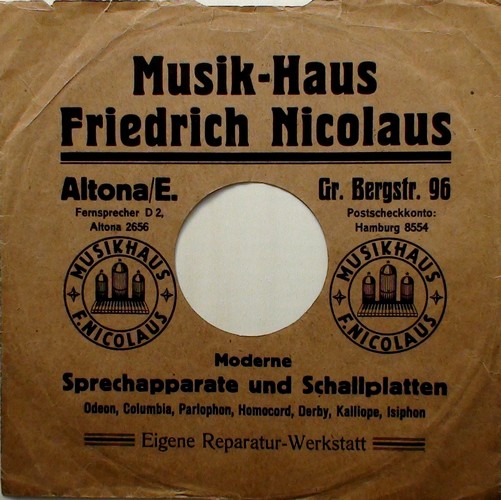 Musik-Haus
Friedrich Nicolaus
Altona/E.
Gr. Bergstr. 96
Fernsprecher D 2,
Altona 2656
Postscheckkonto:
Hamburg 8554
MUSIKHAUS
F. NICOLAUS
MUSIKHAUS
F. NICOLAUS
Moderne
Sprechapparate und Schallplatten
Odeon, Columbia, Parlophon, Homocord, Derby, Kalliope, Isiphon
Eigene Reparatur-Werkstatt